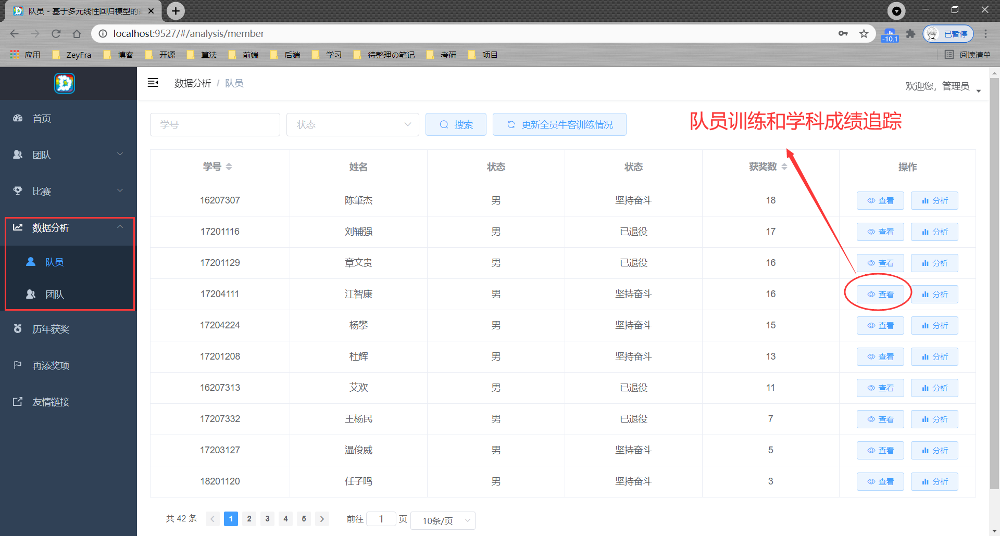 队员 - 基于多元线性回归模型的
localhost:9527/#/analysis/member
-10.1
已暂停
应用 ZeyFra 博客 开源 算法 前端 后端 学习 待整理の笔记 考研 项目 阅读清单
数据分析 / 队员
欢迎您，管理员
首页
团队
比赛
数据分析
队员
团队
历年获奖
再添奖项
友情链接
学号 状态 搜索 更新全员牛客训练情况
队员训练和学科成绩追踪
学号 姓名 状态 状态 获奖数 操作
16207307 陈肇杰 男 坚持奋斗 18 查看 分析
17201116 刘辅强 男 已退役 17 查看 分析
17201129 章文贵 男 已退役 16 查看 分析
17204111 江智康 男 坚持奋斗 16 查看 分析
17204224 杨攀 男 坚持奋斗 15 查看 分析
17201208 杜辉 男 坚持奋斗 13 查看 分析
16207313 艾欢 男 已退役 11 查看 分析
17207332 王杨民 男 已退役 7 查看 分析
17203127 温俊威 男 坚持奋斗 5 查看 分析
18201120 任子鸣 男 坚持奋斗 3 查看 分析
共 42 条 1 2 3 4 5 前往 1 页 10条/页